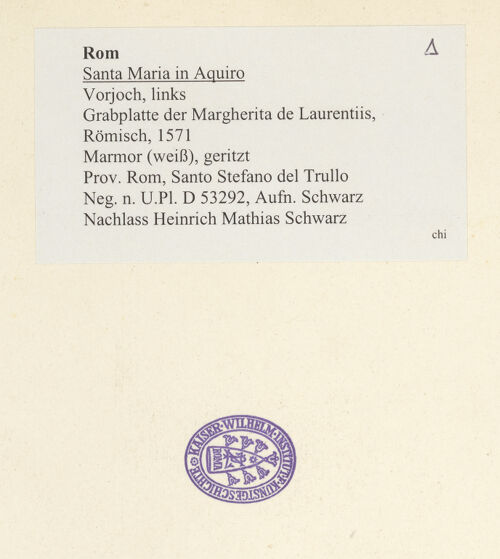 Rom
Δ
Santa Maria in Aquiro
Vorjoch, links
Grabplatte der Margherita de Laurentiis,
Römisch, 1571
Marmor (weiß), geritzt
Prov. Rom, Santo Stefano del Trullo
Neg. n. U.Pl. D 53292, Aufn. Schwarz
Nachlass Heinrich Mathias Schwarz
chi
KAISER·WILHELM·INSTITUT·F·KUNSTGESCHICHTE
ROMA